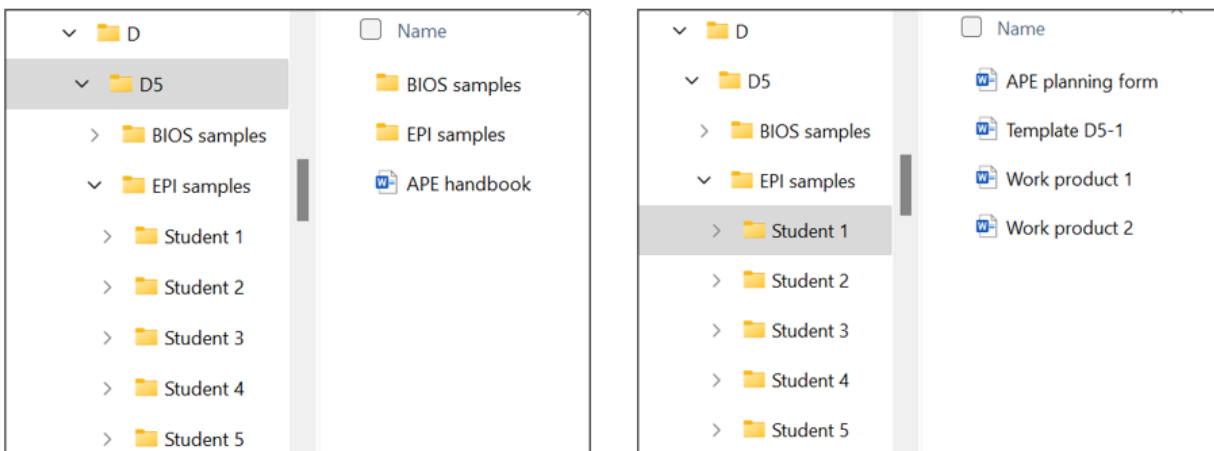 D
D5
BIOS samples
EPI samples
Student 1
Student 2
Student 3
Student 4
Student 5
Name
BIOS samples
EPI samples
APE handbook
D
D5
BIOS samples
EPI samples
Student 1
Student 2
Student 3
Student 4
Student 5
Name
APE planning form
Template D5-1
Work product 1
Work product 2